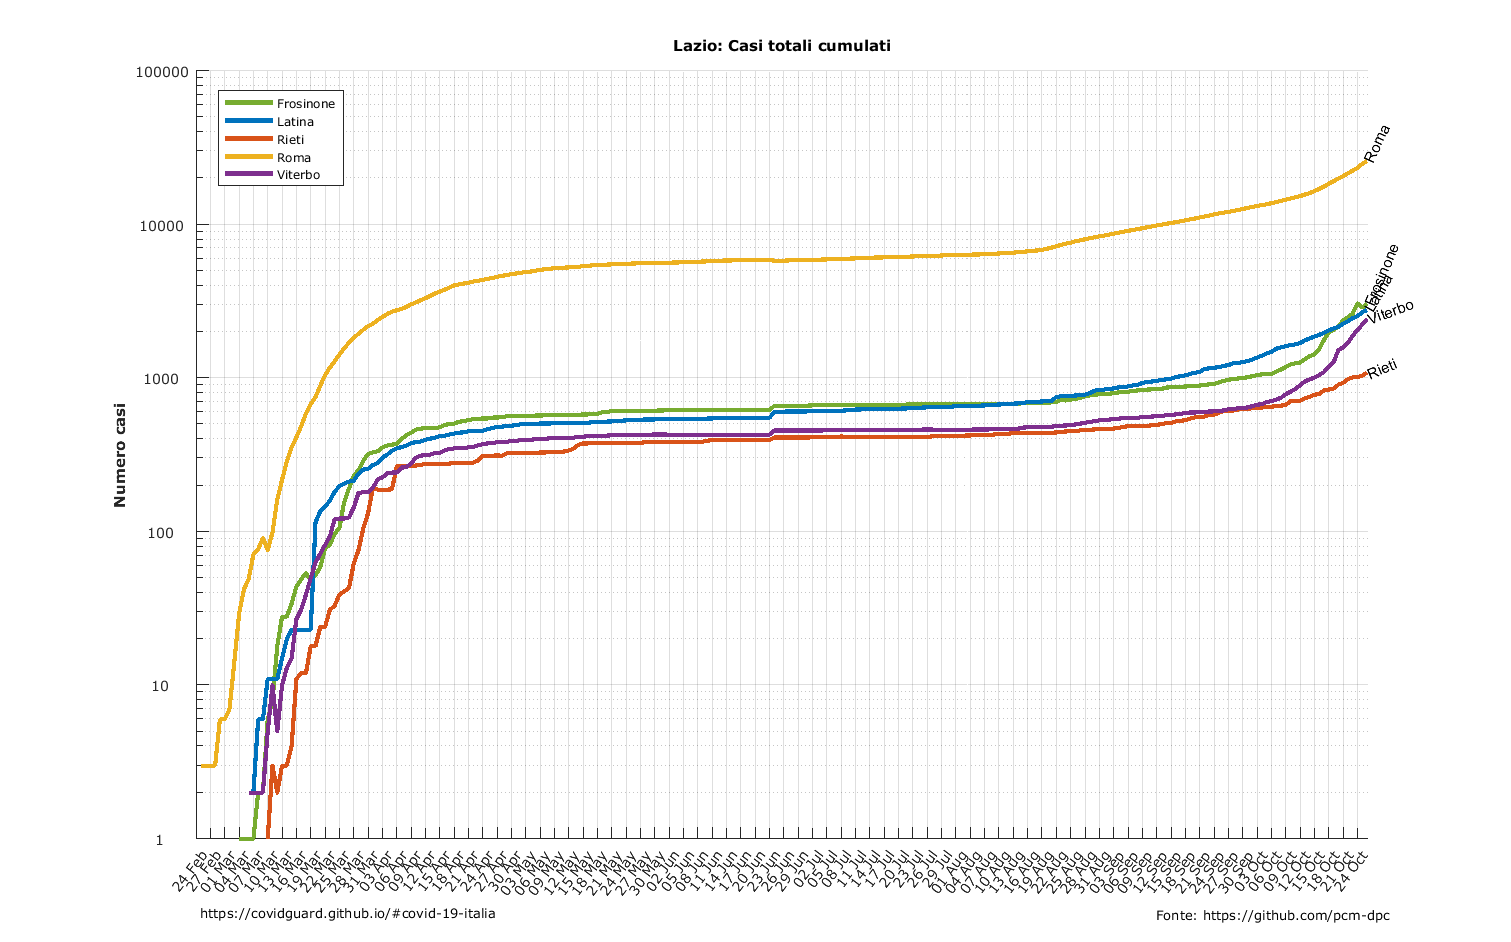 Lazio: Casi totali cumulati
100000
10000
1000
100
10
1
Numero casi
Frosinone
Latina
Rieti
Roma
Viterbo
Roma
Frosinone
Latina
Viterbo
Rieti
24 Feb
27 Feb
01 Mar
04 Mar
07 Mar
10 Mar
13 Mar
16 Mar
19 Mar
22 Mar
25 Mar
28 Mar
31 Mar
03 Apr
06 Apr
09 Apr
12 Apr
15 Apr
18 Apr
21 Apr
24 Apr
27 Apr
30 Apr
03 May
06 May
09 May
12 May
15 May
18 May
21 May
24 May
27 May
30 May
02 Jun
05 Jun
08 Jun
11 Jun
14 Jun
17 Jun
20 Jun
23 Jun
26 Jun
29 Jun
02 Jul
05 Jul
08 Jul
11 Jul
14 Jul
17 Jul
20 Jul
23 Jul
26 Jul
29 Jul
01 Aug
04 Aug
07 Aug
10 Aug
13 Aug
16 Aug
19 Aug
22 Aug
25 Aug
28 Aug
31 Aug
03 Sep
06 Sep
09 Sep
12 Sep
15 Sep
18 Sep
21 Sep
24 Sep
27 Sep
30 Sep
03 Oct
06 Oct
09 Oct
12 Oct
15 Oct
18 Oct
21 Oct
24 Oct
https://covidguard.github.io/#covid-19-italia
Fonte: https://github.com/pcm-dpc